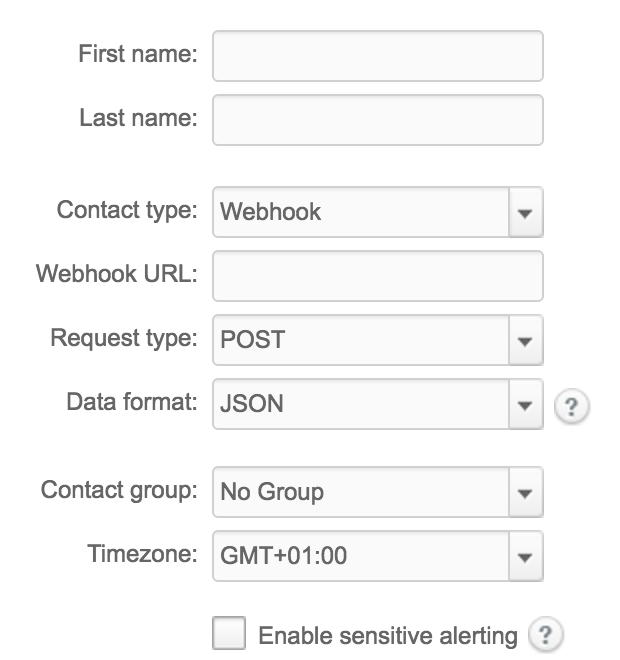 First name:
Last name:
Contact type: Webhook
Webhook URL:
Request type: POST
Data format: JSON ?
Contact group: No Group
Timezone: GMT+01:00
Enable sensitive alerting ?